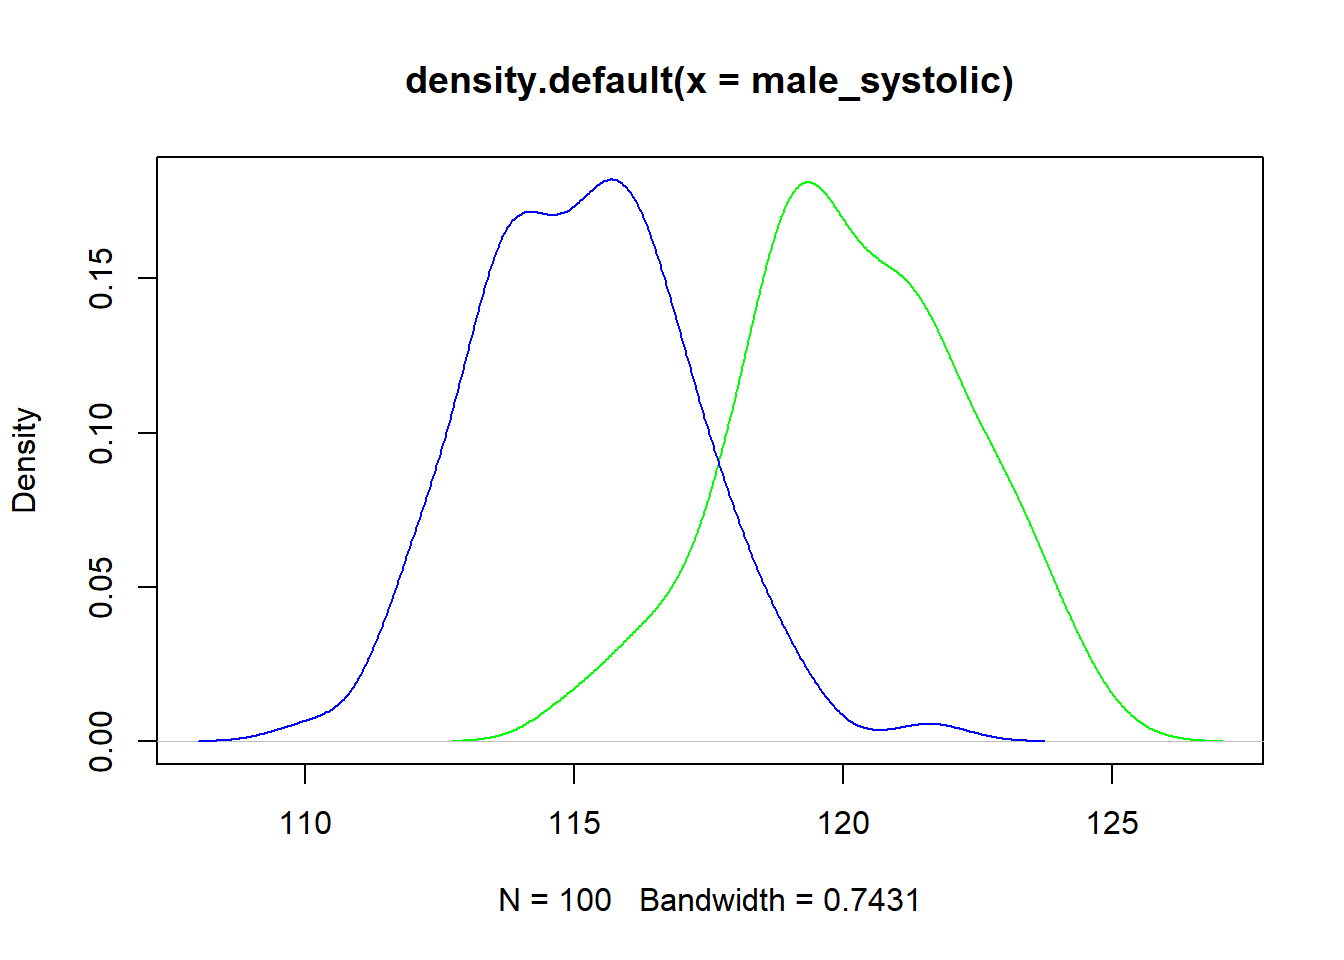 density.default(x = male_systolic)
Density
0.15
0.10
0.05
0.00
110 115 120 125
N = 100 Bandwidth = 0.7431